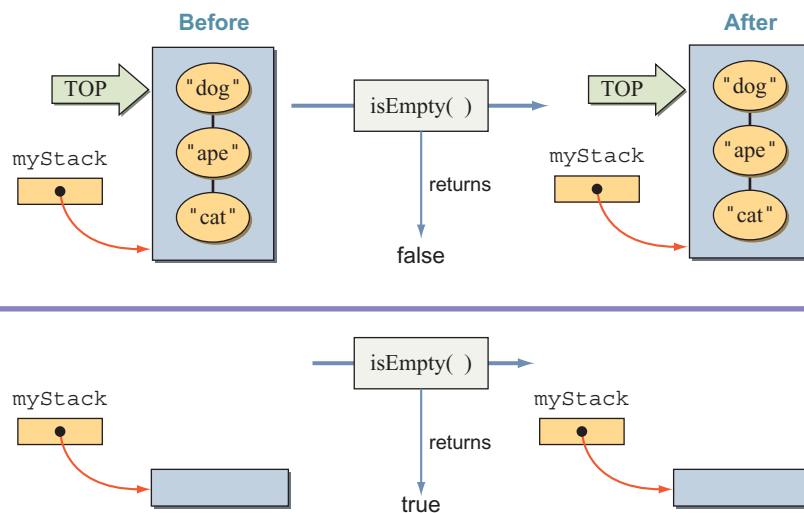 Before
After
TOP
"dog"
isEmpty( )
TOP
"dog"
"ape"
"ape"
myStack
myStack
returns
"cat"
"cat"
false
isEmpty( )
myStack
myStack
returns
true